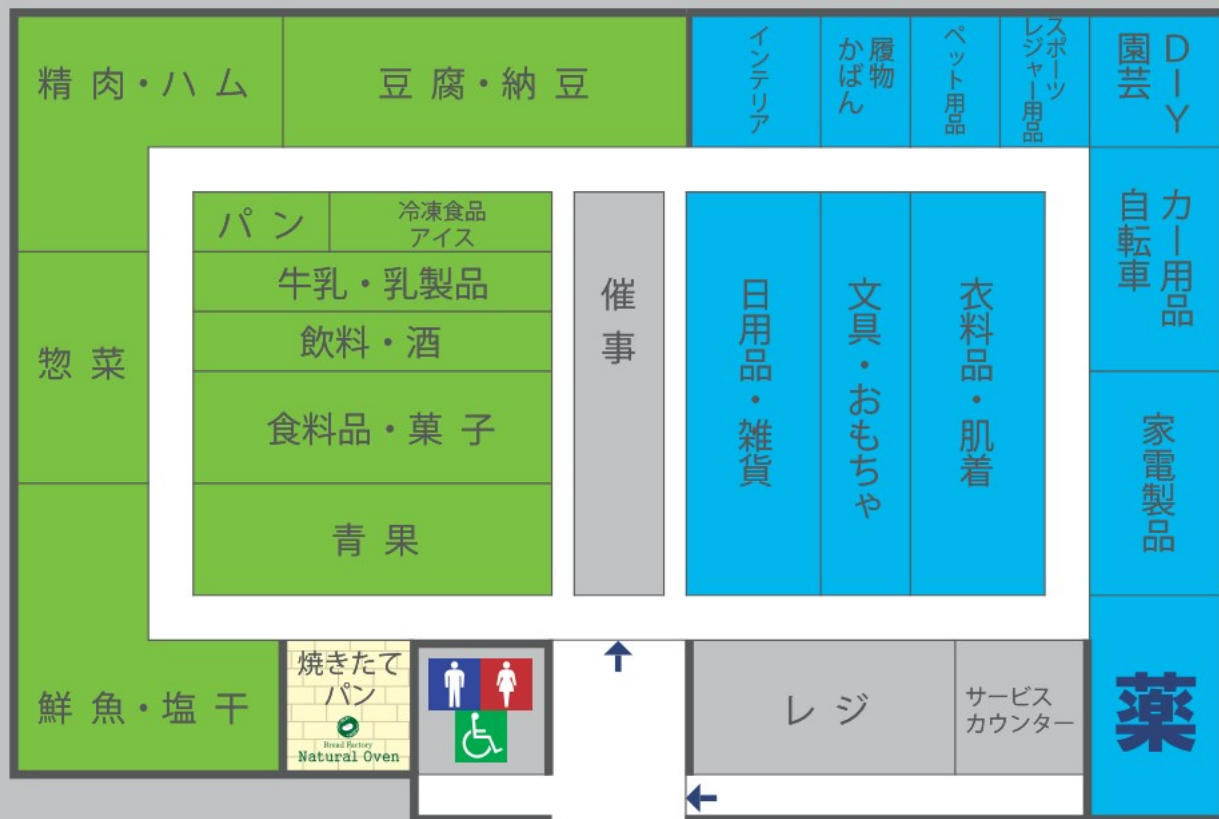 精肉・ハム
豆腐・納豆
インテリア
履物
かばん
ペット用品
スポーツ
レジャー用品
DIY
園芸
パン
冷凍食品
アイス
牛乳・乳製品
飲料・酒
食料品・菓子
青果
惣菜
鮮魚・塩干
催事
日用品・雑貨
文具・おもちゃ
衣料品・肌着
カー用品
自転車
家電製品
焼きたて
パン
Bread Factory
Natural Oven
レジ
サービス
カウンター
薬